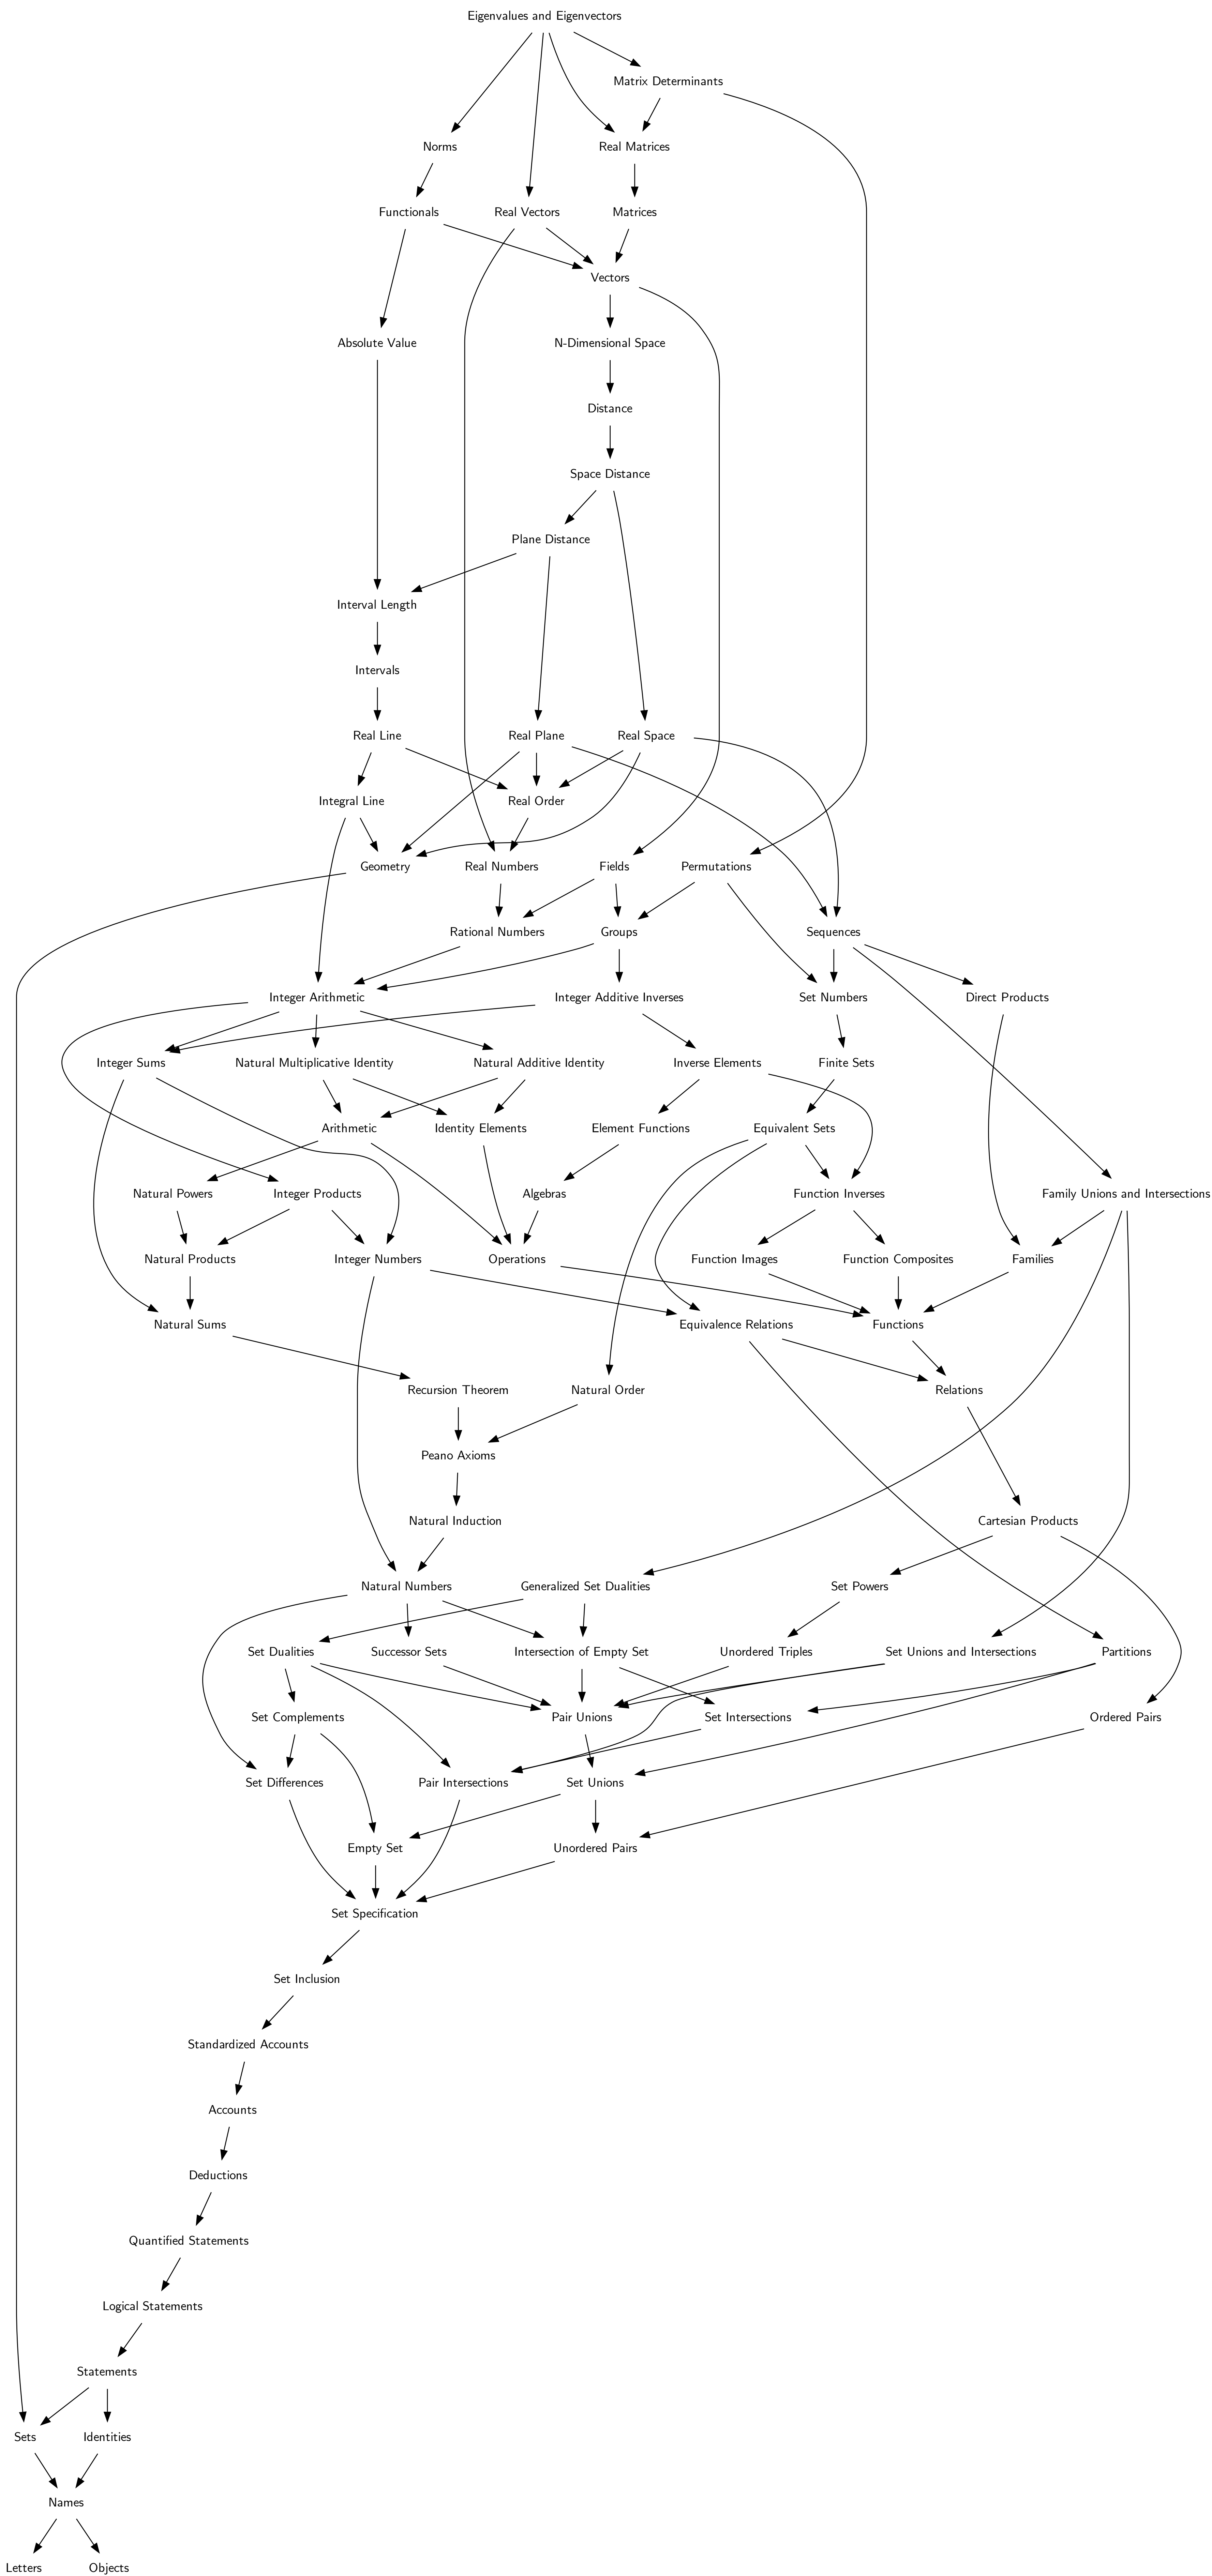 Eigenvalues and Eigenvectors
Matrix Determinants
Norms
Real Matrices
Functionals
Real Vectors
Matrices
Vectors
Absolute Value
N-Dimensional Space
Distance
Space Distance
Plane Distance
Interval Length
Intervals
Real Line
Real Plane
Real Space
Integral Line
Real Order
Geometry
Real Numbers
Fields
Permutations
Rational Numbers
Groups
Sequences
Integer Arithmetic
Integer Additive Inverses
Set Numbers
Direct Products
Integer Sums
Natural Multiplicative Identity
Natural Additive Identity
Inverse Elements
Finite Sets
Arithmetic
Identity Elements
Element Functions
Equivalent Sets
Natural Powers
Integer Products
Algebras
Function Inverses
Family Unions and Intersections
Natural Products
Integer Numbers
Operations
Function Images
Function Composites
Families
Natural Sums
Equivalence Relations
Functions
Recursion Theorem
Natural Order
Relations
Peano Axioms
Natural Induction
Cartesian Products
Natural Numbers
Generalized Set Dualities
Set Powers
Set Dualities
Successor Sets
Intersection of Empty Set
Unordered Triples
Set Unions and Intersections
Partitions
Set Complements
Pair Unions
Set Intersections
Ordered Pairs
Set Differences
Pair Intersections
Set Unions
Empty Set
Unordered Pairs
Set Specification
Set Inclusion
Standardized Accounts
Accounts
Deductions
Quantified Statements
Logical Statements
Statements
Sets
Identities
Names
Letters
Objects